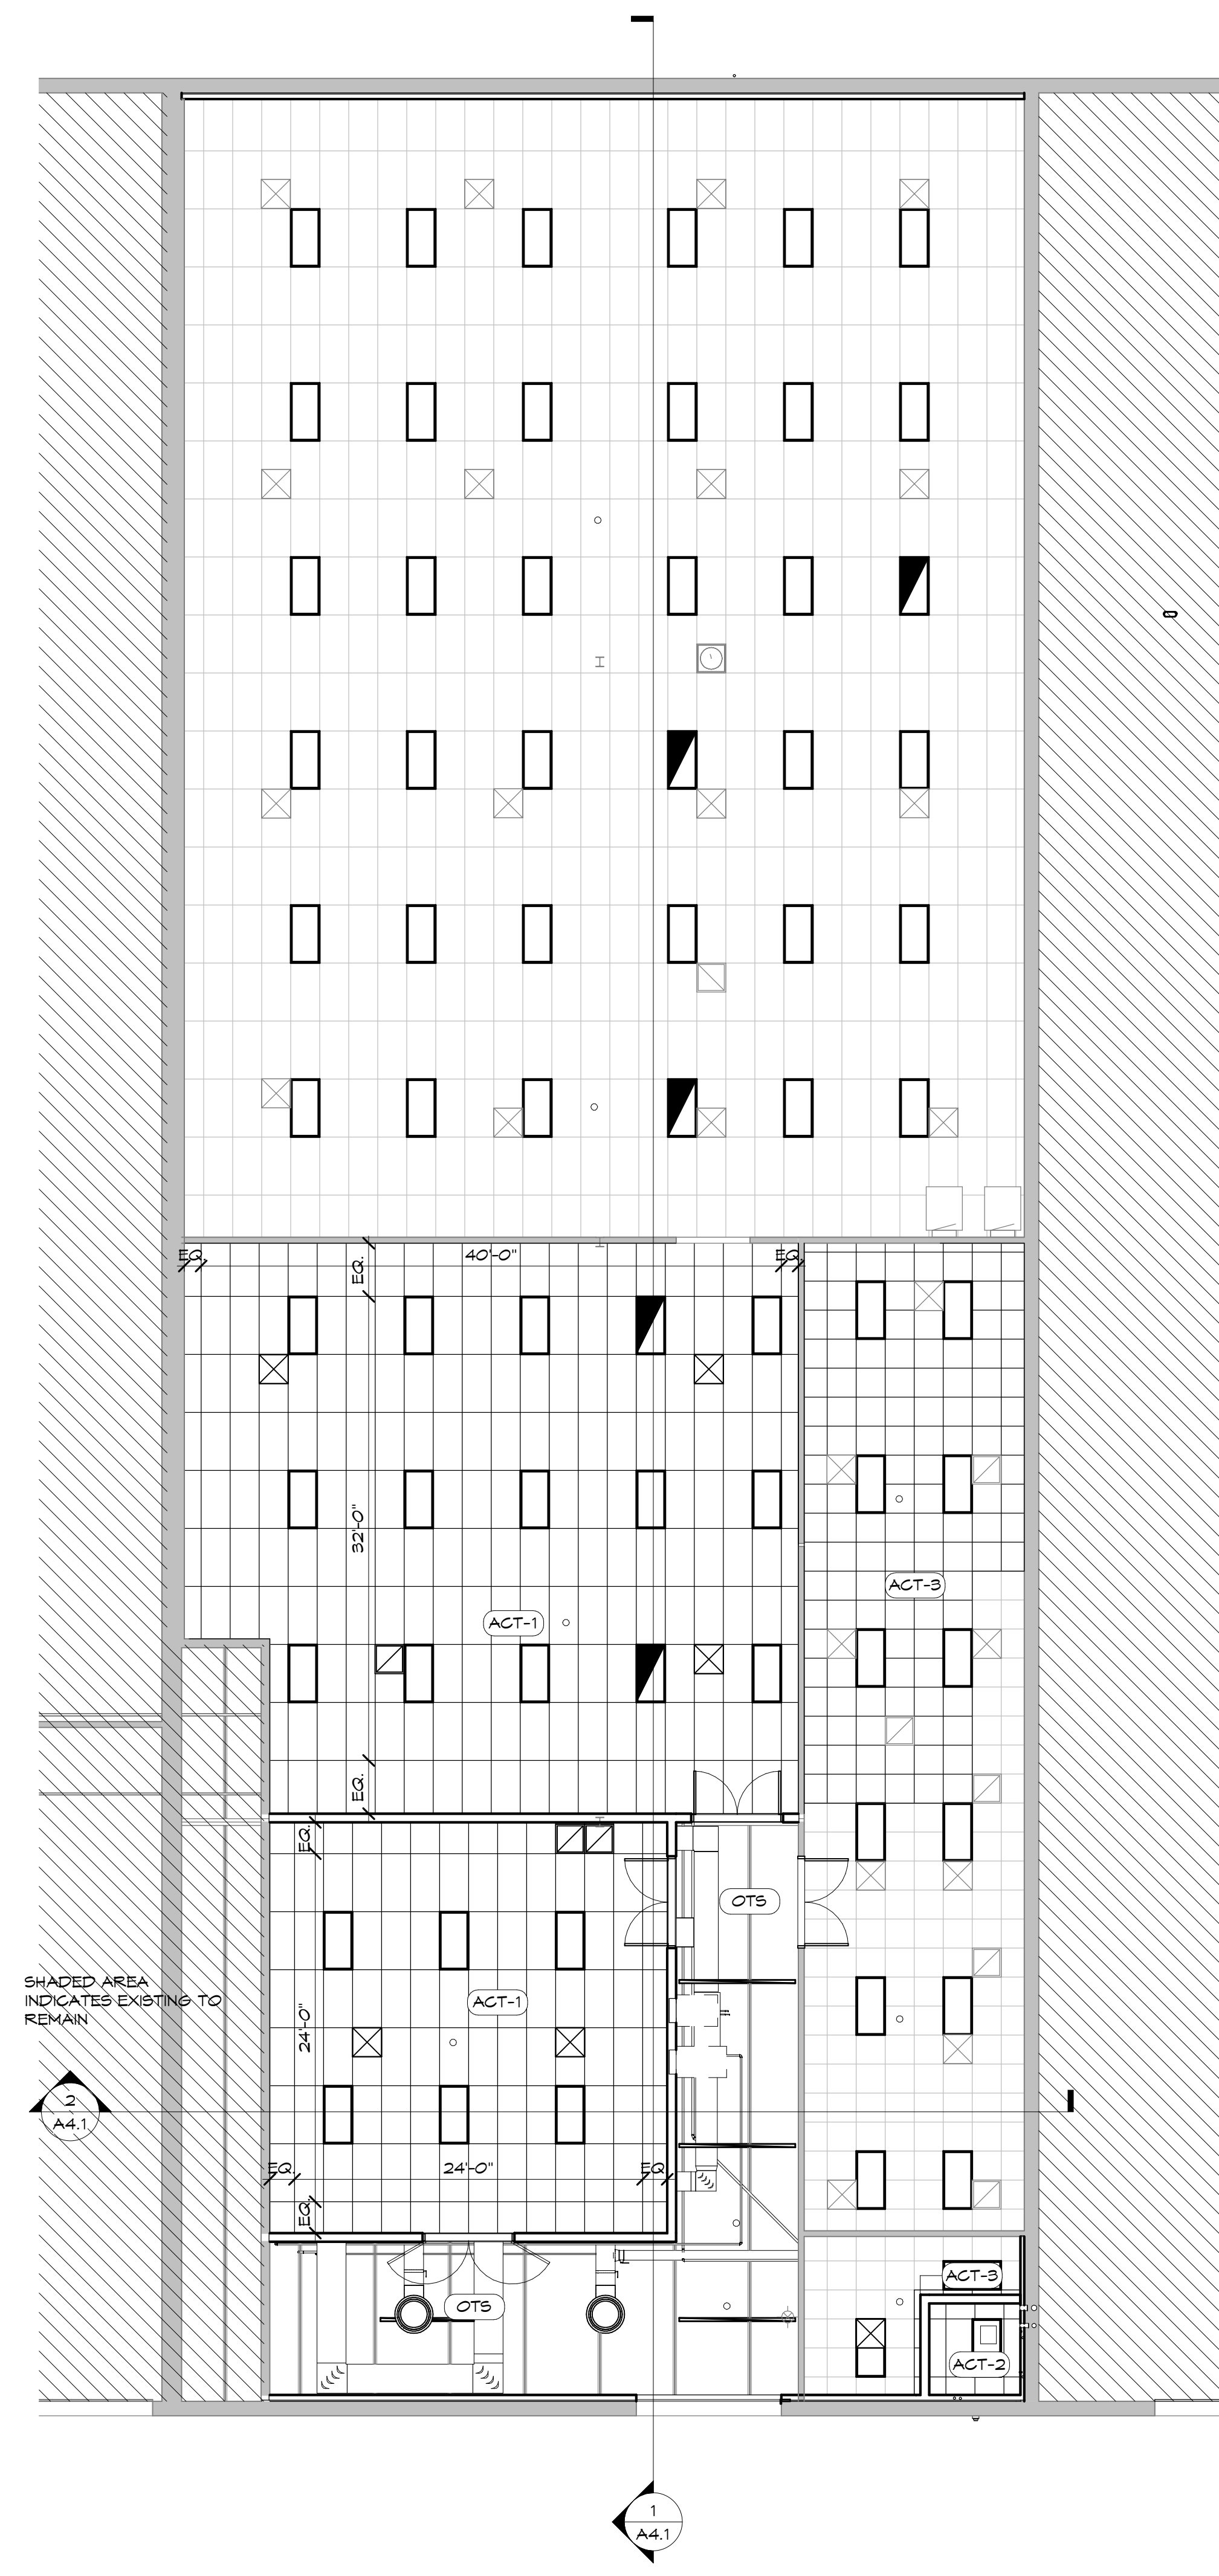 EQ.
40'-0"
EQ.
EQ.
32'-0"
ACT-3
ACT-1
EQ.
EQ.
OTS
SHADED AREA
INDICATES EXISTING TO
REMAIN
ACT-1
24'-0"
2
A4.1
EQ.
24'-0"
EQ.
EQ.
ACT-3
OTS
ACT-2
1
A4.1